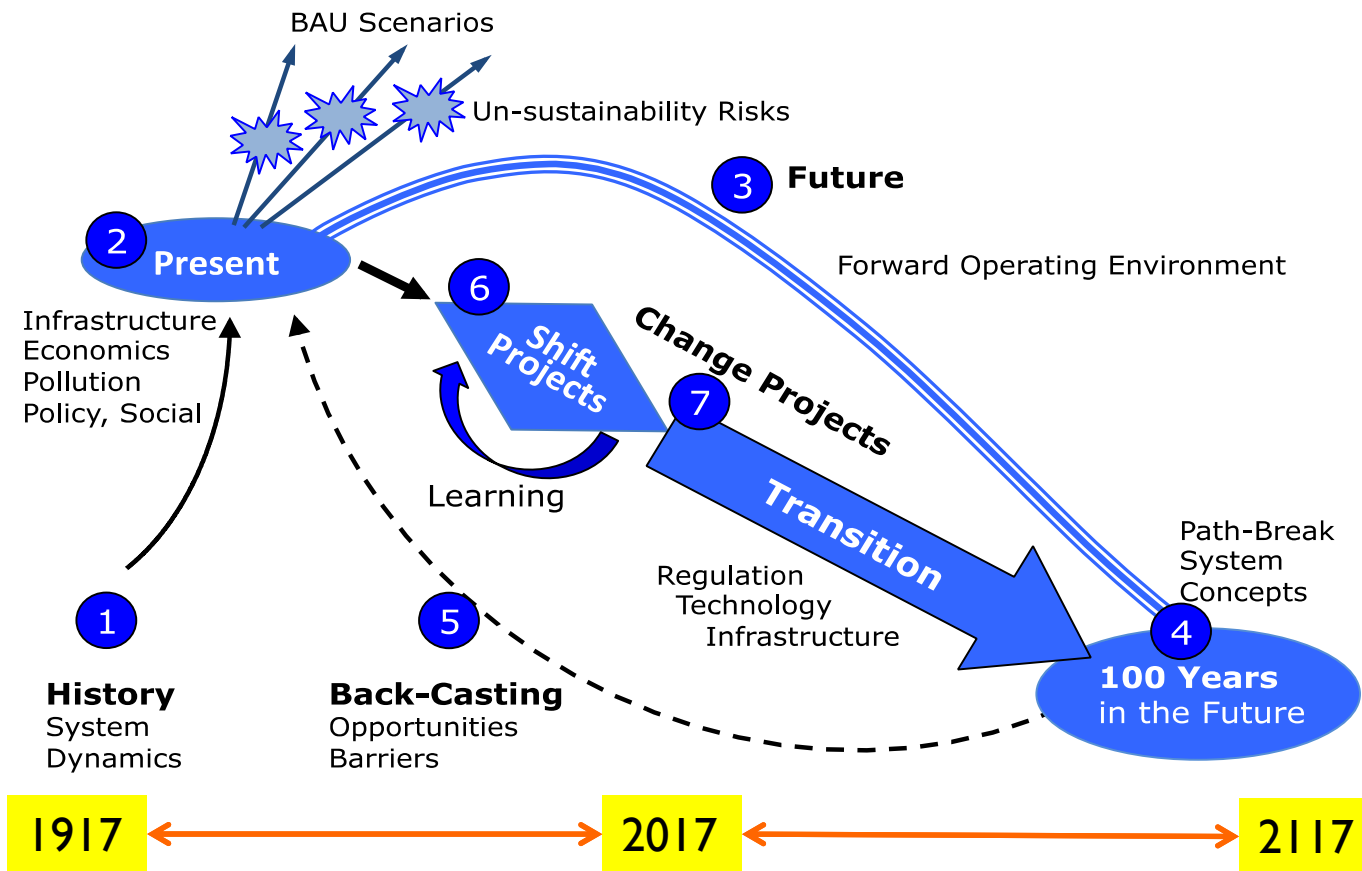 BAU Scenarios
Un-sustainability Risks
3 Future
2 Present
Forward Operating Environment
Infrastructure
Economics
Pollution
Policy, Social
6
Shift
Projects
Change Projects
7
Learning
Transition
Regulation
Technology
Infrastructure
Path-Break
System
Concepts
1
5
4
History
System
Dynamics
Back-Casting
Opportunities
Barriers
100 Years
in the Future
1917
2017
2117